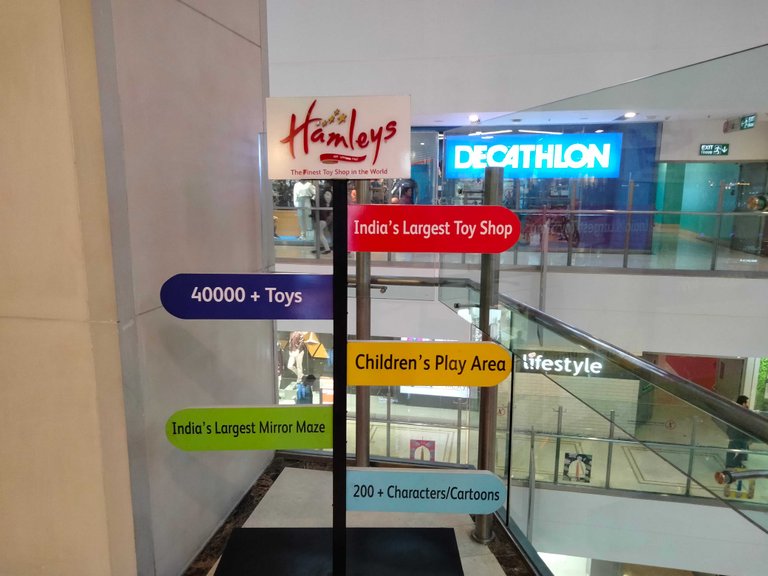 Hamleys
The Finest Toy Shop in the World
DECATHLON
EXIT
India's Largest Toy Shop
40000 + Toys
Children's Play Area
lifestyle
India's Largest Mirror Maze
200 + Characters/Cartoons